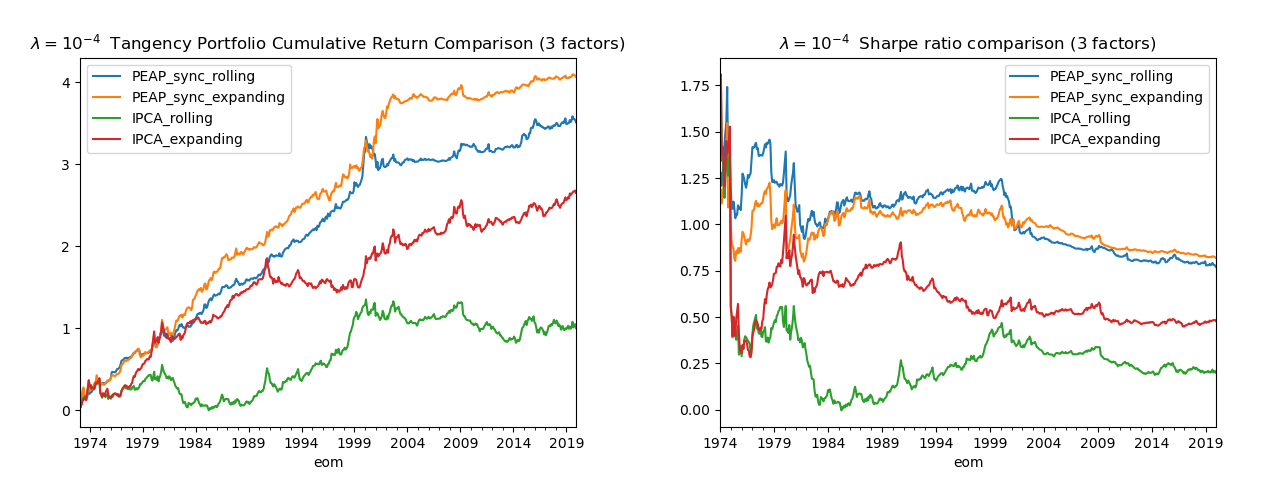 λ = 10⁻⁴ Tangency Portfolio Cumulative Return Comparison (3 factors)
PEAP_sync_rolling
PEAP_sync_expanding
IPCA_rolling
IPCA_expanding
4
3
2
1
0
1974 1979 1984 1989 1994 1999 2004 2009 2014 2019
eom
λ = 10⁻⁴ Sharpe ratio comparison (3 factors)
PEAP_sync_rolling
PEAP_sync_expanding
IPCA_rolling
IPCA_expanding
1.75
1.50
1.25
1.00
0.75
0.50
0.25
0.00
1974 1979 1984 1989 1994 1999 2004 2009 2014 2019
eom